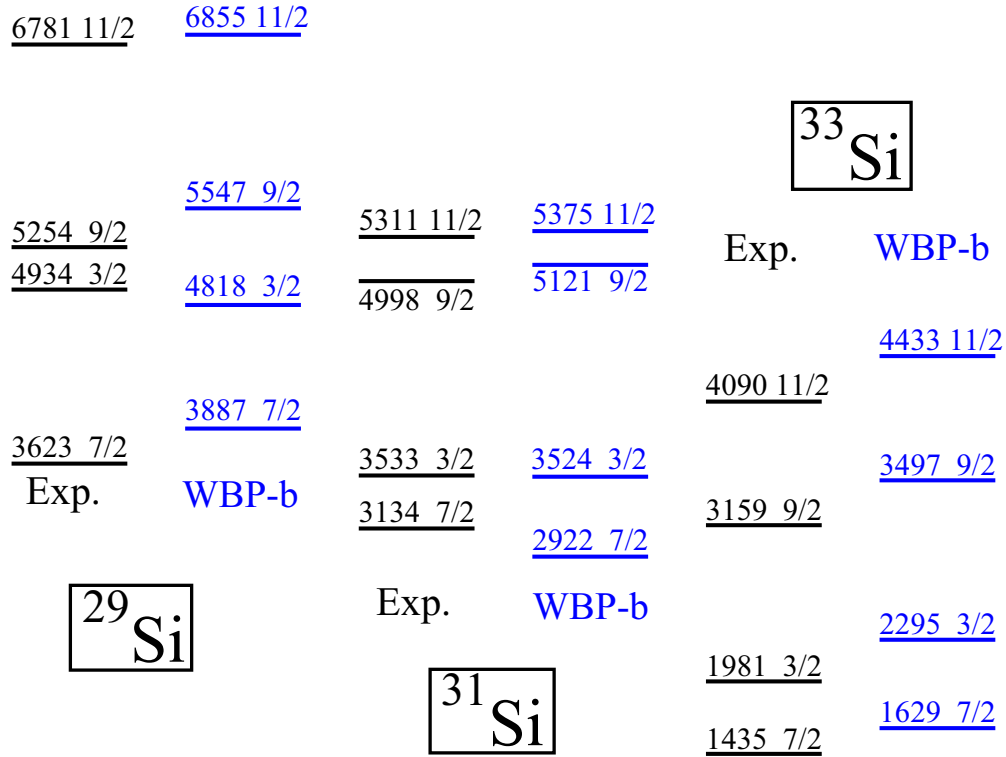 6781 11/2
6855 11/2
5547 9/2
5254 9/2
4934 3/2
4818 3/2
3887 7/2
3623 7/2
Exp.
WBP-b
29Si
5311 11/2
5375 11/2
4998 9/2
5121 9/2
3533 3/2
3524 3/2
3134 7/2
2922 7/2
Exp.
WBP-b
31Si
33Si
Exp.
WBP-b
4433 11/2
4090 11/2
3497 9/2
3159 9/2
2295 3/2
1981 3/2
1629 7/2
1435 7/2